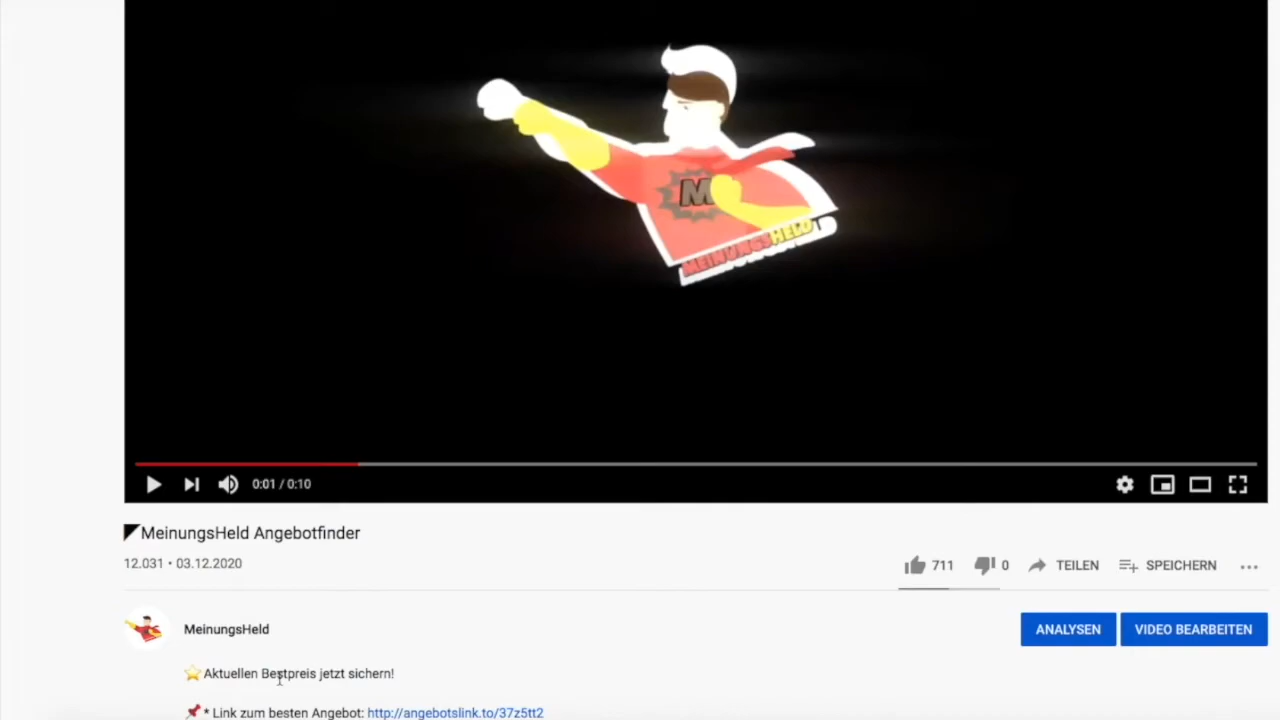 M
MEINUNGSHELD
0:01 / 0:10
MeinungsHeld Angebotfinder
12.031 • 03.12.2020
711
0
TEILEN
SPEICHERN
MeinungsHeld
ANALYSEN
VIDEO BEARBEITEN
⭐Aktuellen Bestpreis jetzt sichern!
📌 * Link zum besten Angebot: http://angebotslink.to/37z5tt2